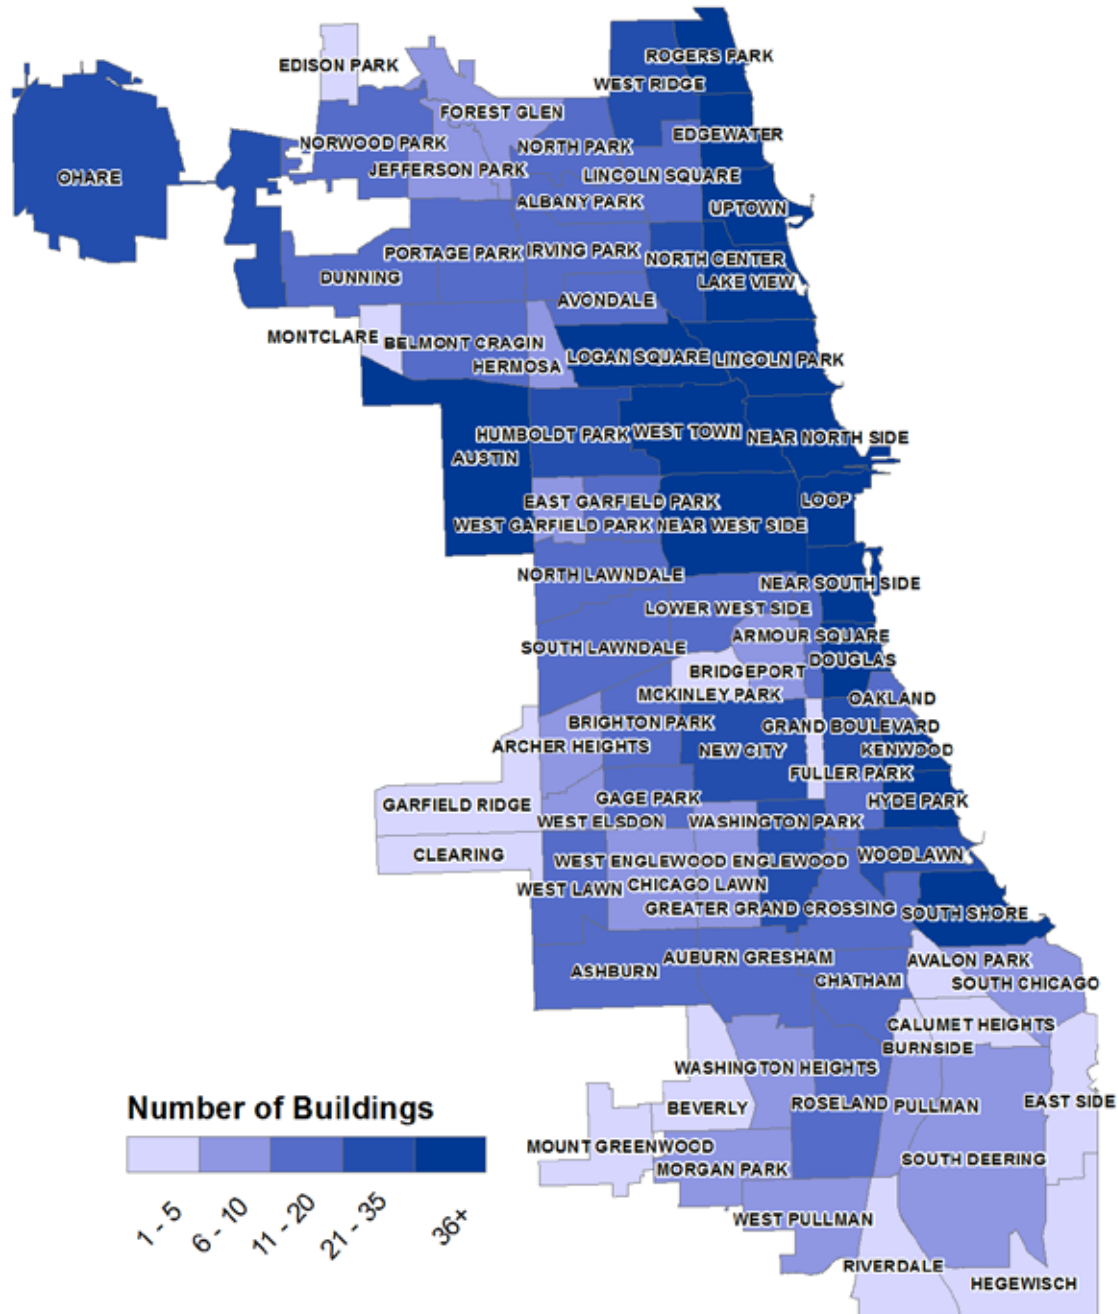 ROGERS PARK
EDISON PARK
WEST RIDGE
FOREST GLEN
EDGEWATER
NORWOOD PARK
NORTH PARK
JEFFERSON PARK
LINCOLN SQUARE
OHARE
ALBANY PARK
UPTOWN
PORTAGE PARK
IRVING PARK
NORTH CENTER
DUNNING
LAKE VIEW
AVONDALE
MONTCLARE
BELMONT CRAGIN
LOGAN SQUARE
LINCOLN PARK
HERMOSA
HUMBOLDT PARK
WEST TOWN
NEAR NORTH SIDE
AUSTIN
EAST GARFIELD PARK
LOOP
WEST GARFIELD PARK
NEAR WEST SIDE
NORTH LAWNDALE
NEAR SOUTH SIDE
LOWER WEST SIDE
ARMOUR SQUARE
SOUTH LAWNDALE
DOUGLAS
BRIDGEPORT
MCKINLEY PARK
OAKLAND
BRIGHTON PARK
GRAND BOULEVARD
ARCHER HEIGHTS
NEW CITY
KENWOOD
FULLER PARK
GARFIELD RIDGE
GAGE PARK
HYDE PARK
WEST ELSDON
WASHINGTON PARK
CLEARING
WEST ENGLEWOOD
ENGLEWOOD
WOODLAWN
WEST LAWN
CHICAGO LAWN
GREATER GRAND CROSSING
SOUTH SHORE
AUBURN GRESHAM
AVALON PARK
ASHBURN
CHATHAM
SOUTH CHICAGO
CALUMET HEIGHTS
BURNSIDE
WASHINGTON HEIGHTS
BEVERLY
ROSELAND
PULLMAN
EAST SIDE
MOUNT GREENWOOD
MORGAN PARK
SOUTH DEERING
WEST PULLMAN
RIVERDALE
HEGEWISCH
Number of Buildings
1 - 5
6 - 10
11 - 20
21 - 35
36+